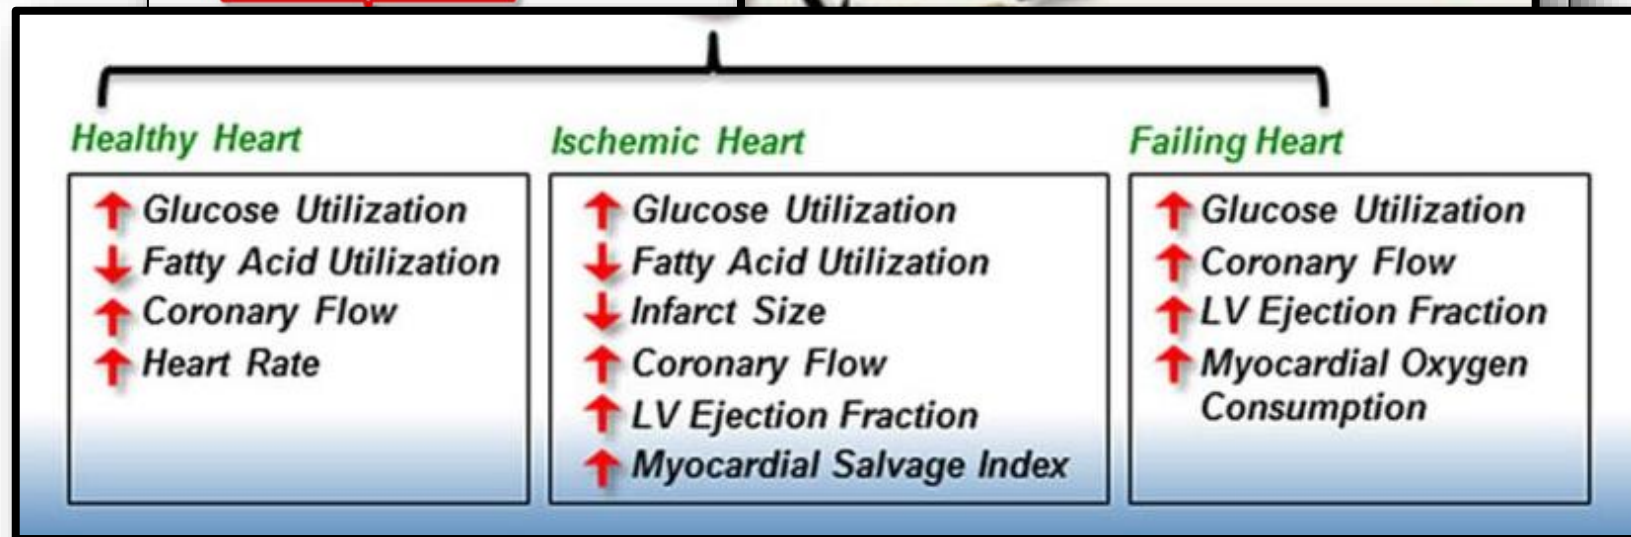 Healthy Heart
↑ Glucose Utilization
↓ Fatty Acid Utilization
↑ Coronary Flow
↑ Heart Rate
Ischemic Heart
↑ Glucose Utilization
↓ Fatty Acid Utilization
↓ Infarct Size
↑ Coronary Flow
↑ LV Ejection Fraction
↑ Myocardial Salvage Index
Failing Heart
↑ Glucose Utilization
↑ Coronary Flow
↑ LV Ejection Fraction
↑ Myocardial Oxygen
Consumption